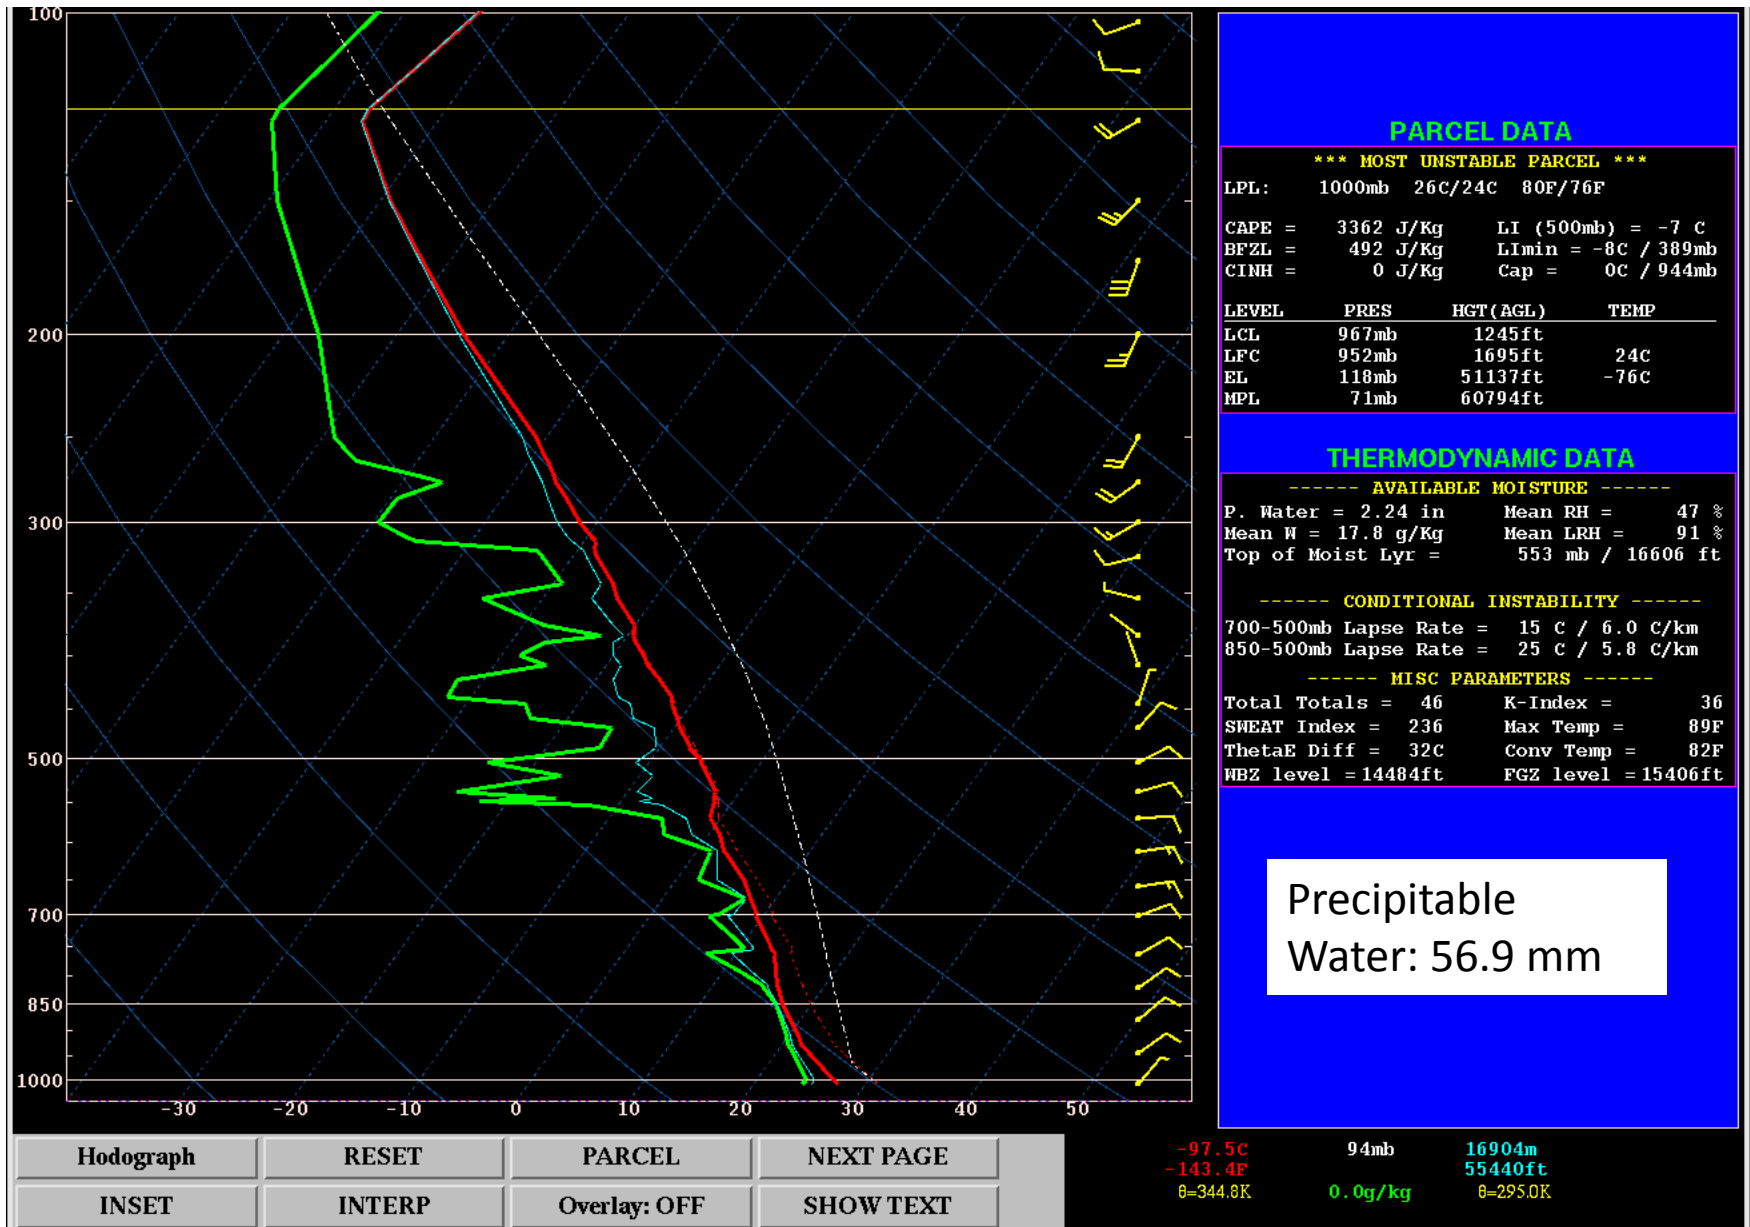 100
200
300
500
700
850
1000
-30 -20 -10 0 10 20 30 40 50
PARCEL DATA
*** MOST UNSTABLE PARCEL ***
LPL: 1000mb 26C/24C 80F/76F
CAPE = 3362 J/Kg LI (500mb) = -7 C
BFZL = 492 J/Kg LImin = -8C / 389mb
CINH = 0 J/Kg Cap = 0C / 944mb
LEVEL PRES HGT(AGL) TEMP
LCL 967mb 1245ft
LFC 952mb 1695ft 24C
EL 118mb 51137ft -76C
MPL 71mb 60794ft
THERMODYNAMIC DATA
------ AVAILABLE MOISTURE ------
P. Water = 2.24 in Mean RH = 47 %
Mean W = 17.8 g/Kg Mean LRH = 91 %
Top of Moist Lyr = 553 mb / 16606 ft
------ CONDITIONAL INSTABILITY ------
700-500mb Lapse Rate = 15 C / 6.0 C/km
850-500mb Lapse Rate = 25 C / 5.8 C/km
------ MISC PARAMETERS ------
Total Totals = 46 K-Index = 36
SWEAT Index = 236 Max Temp = 89F
ThetaE Diff = 32C Conv Temp = 82F
WBZ level =14484ft FGZ level =15406ft
Precipitable
Water: 56.9 mm
Hodograph RESET PARCEL NEXT PAGE
INSET INTERP Overlay: OFF SHOW TEXT
-97.5C 94mb 16904m
-143.4F 55440ft
θ=344.8K 0.0g/kg θ=295.0K